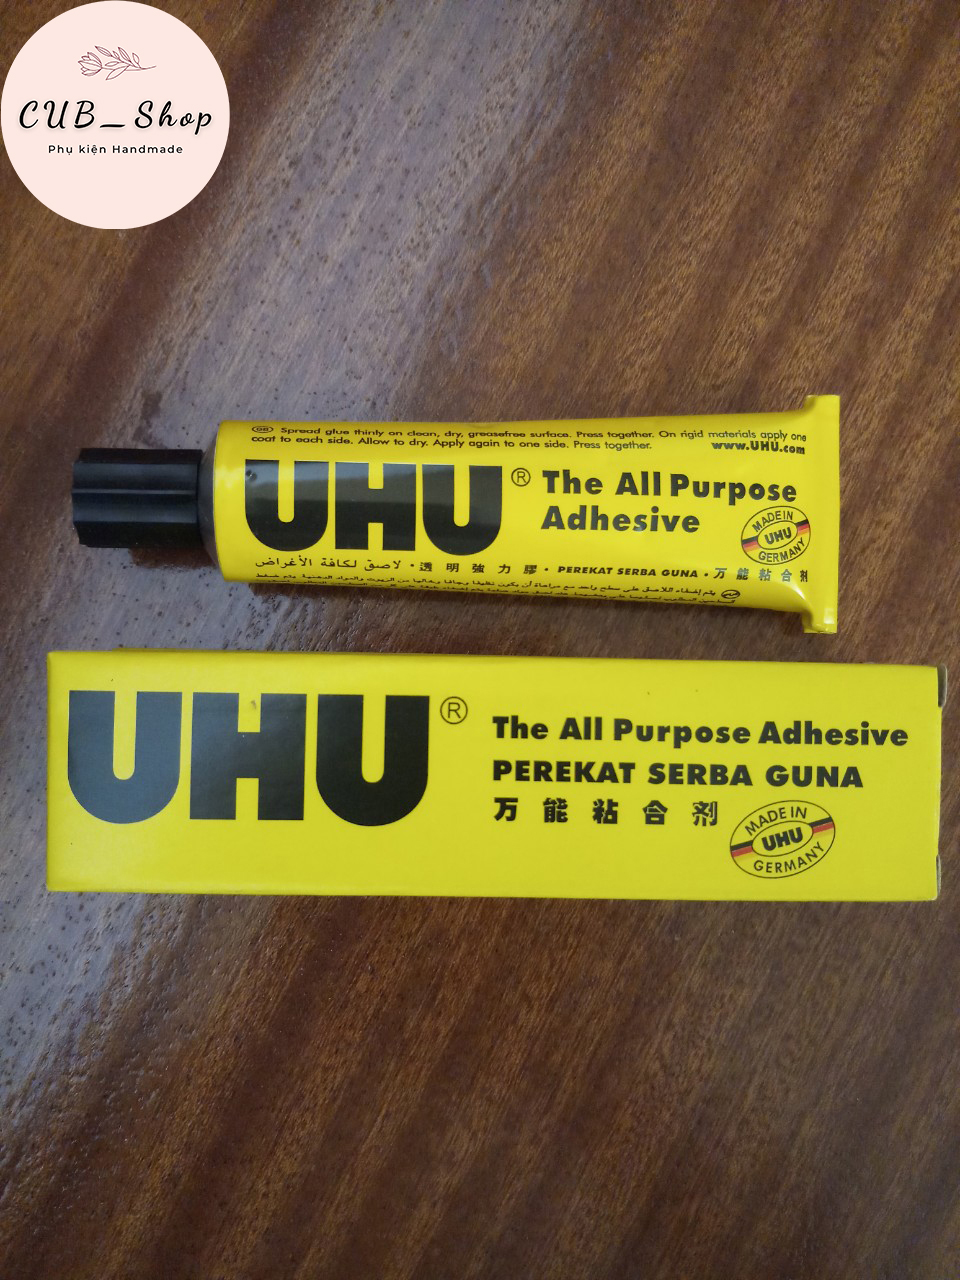 CUB_Shop
Phụ kiện Handmade
GB Spread glue thinly on clean, dry, greasefree surface. Press together. On rigid materials apply one
coat to each side. Allow to dry. Apply again to one side. Press together.
www.UHU.com
UHU®
The All Purpose
Adhesive
MADE IN
UHU
GERMANY
لاصق لكافة الأغراض • 透明強力膠 • PEREKAT SERBA GUNA • 万能粘合剂
UHU®
The All Purpose Adhesive
PEREKAT SERBA GUNA
万能粘合剂
MADE IN
UHU
GERMANY